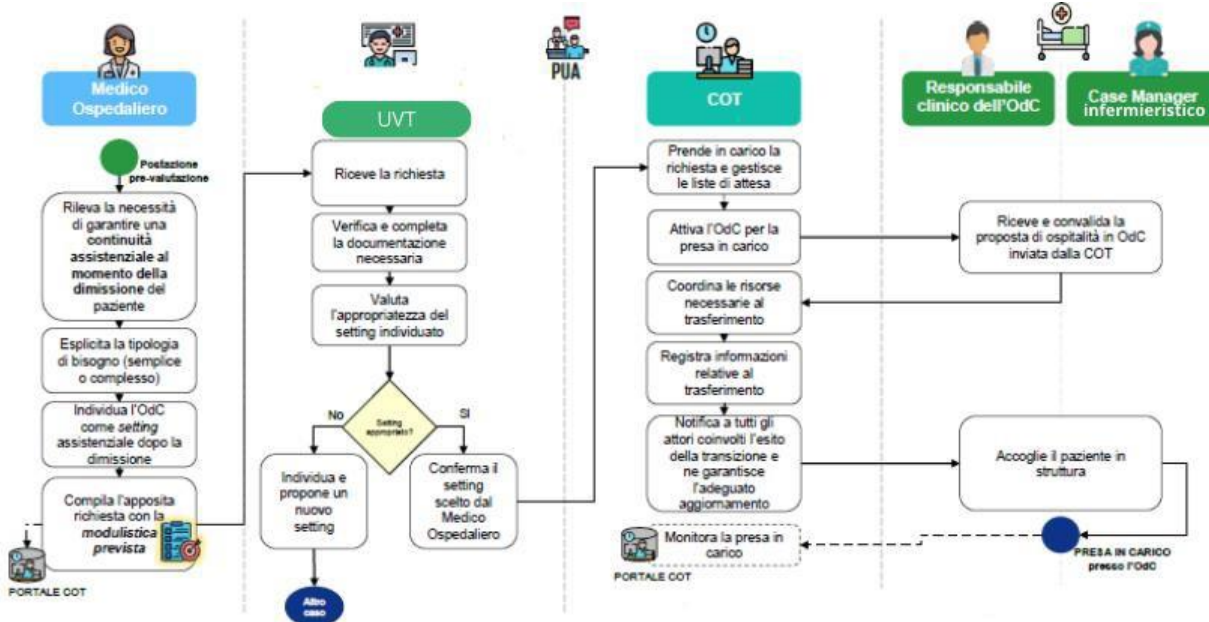 Medico
Ospedaliero
Postazione
pre-valutazione
Rileva la necessità
di garantire una
continuità
assistenziale al
momento della
dimissione del
paziente
Esplicita la tipologia
di bisogno (semplice
o complesso)
Individua l'OdC
come setting
assistenziale dopo la
dimissione
Compila l'apposita
richiesta con la
modulistica
prevista
PORTALE COT
UVT
Riceve la richiesta
Verifica e completa
la documentazione
necessaria
Valuta
l'appropriatezza del
setting individuato
No
Setting
appropriato?
SI
Individua e
propone un
nuovo
setting
Conferma il
setting
scelto dal
Medico
Ospedaliero
Altro
caso
PUA
COT
Prende in carico la
richiesta e gestisce
le liste di attesa
Attiva l'OdC per la
presa in carico
Coordina le risorse
necessarie al
trasferimento
Registra informazioni
relative al
trasferimento
Notifica a tutti gli
attori coinvolti l'esito
della transizione e
ne garantisce
l'adeguato
aggiornamento
Monitora la presa in
carico
PORTALE COT
Responsabile
clinico dell'OdC
Case Manager
infermieristico
Riceve e convalida la
proposta di ospitalità in OdC
inviata dalla COT
Accoglie il paziente in
struttura
PRESA IN CARICO
presso l'OdC